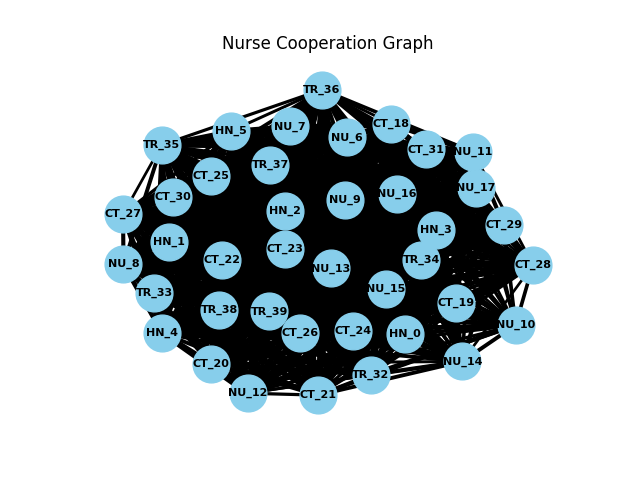 Nurse Cooperation Graph
TR_36
CT_18
NU_7
HN_5
NU_6
TR_35
CT_31
NU_11
TR_37
CT_25
NU_17
NU_16
CT_30
NU_9
HN_2
CT_27
CT_29
HN_3
HN_1
CT_23
CT_22
TR_34
NU_8
CT_28
NU_13
NU_15
TR_33
CT_19
TR_38
TR_39
NU_10
HN_4
CT_26
CT_24
HN_0
NU_14
CT_20
TR_32
NU_12
CT_21